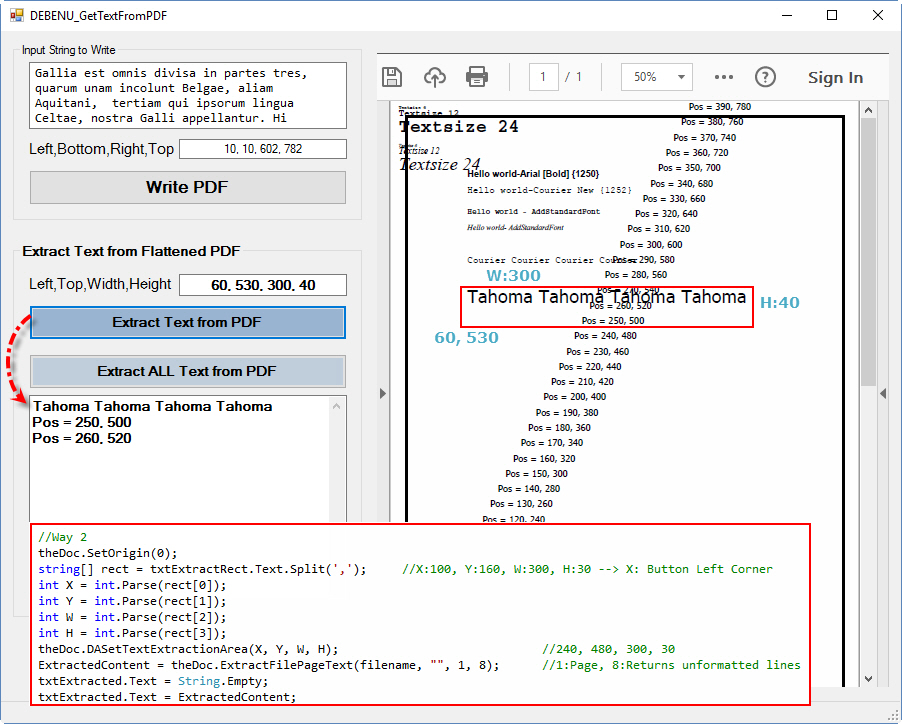 DEBENU_GetTextFromPDF
Input String to Write
Gallia est omnis divisa in partes tres,
quarum unam incolunt Belgae, aliam
Aquitani,  tertiam qui ipsorum lingua
Celtae, nostra Galli appellantur. Hi
Left,Bottom,Right,Top
10, 10, 602, 782
Write PDF
Extract Text from Flattened PDF
Left,Top,Width,Height
60, 530, 300, 40
Extract Text from PDF
Extract ALL Text from PDF
Tahoma Tahoma Tahoma Tahoma
Pos = 250, 500
Pos = 260, 520
1 / 1
50%
Sign In
Textsize 6
Textsize 12
Textsize 24
Textsize 12
Textsize 24
Hello world-Arial [Bold] {1250}
Hello world-Courier New {1252}
Hello world - AddStandardFont
Hello world- AddStandardFont
Courier Courier Courier Courier
W:300
Tahoma Tahoma Tahoma Tahoma
H:40
60, 530
Pos = 390, 780
Pos = 380, 760
Pos = 370, 740
Pos = 360, 720
Pos = 350, 700
Pos = 340, 680
Pos = 330, 660
Pos = 320, 640
Pos = 310, 620
Pos = 300, 600
Pos = 290, 580
Pos = 280, 560
Pos = 270, 540
Pos = 260, 520
Pos = 250, 500
Pos = 240, 480
Pos = 230, 460
Pos = 220, 440
Pos = 210, 420
Pos = 200, 400
Pos = 190, 380
Pos = 180, 360
Pos = 170, 340
Pos = 160, 320
Pos = 150, 300
Pos = 140, 280
Pos = 130, 260
Pos = 120, 240
//Way 2
theDoc.SetOrigin(0);
string[] rect = txtExtractRect.Text.Split(',');     //X:100, Y:160, W:300, H:30 --> X: Button Left Corner
int X = int.Parse(rect[0]);
int Y = int.Parse(rect[1]);
int W = int.Parse(rect[2]);
int H = int.Parse(rect[3]);
theDoc.DASetTextExtractionArea(X, Y, W, H);     //240, 480, 300, 30
ExtractedContent = theDoc.ExtractFilePageText(filename, "", 1, 8);     //1:Page, 8:Returns unformatted lines
txtExtracted.Text = String.Empty;
txtExtracted.Text = ExtractedContent;